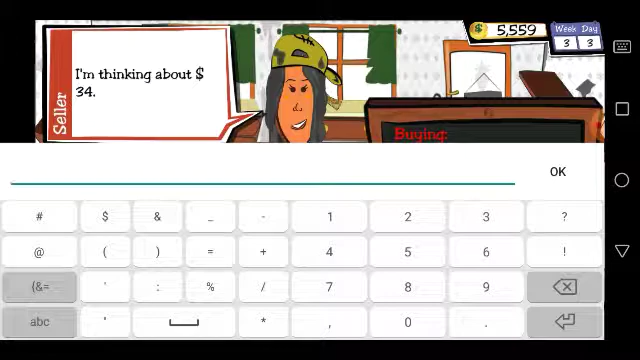 I'm thinking about $
34.
Seller
5,559
Week Day
3 3
Buying:
OK
# $ & _ - 1 2 3 ?
@ ( ) = + 4 5 6 !
{&= ' : % / 7 8 9
abc " * , 0 .